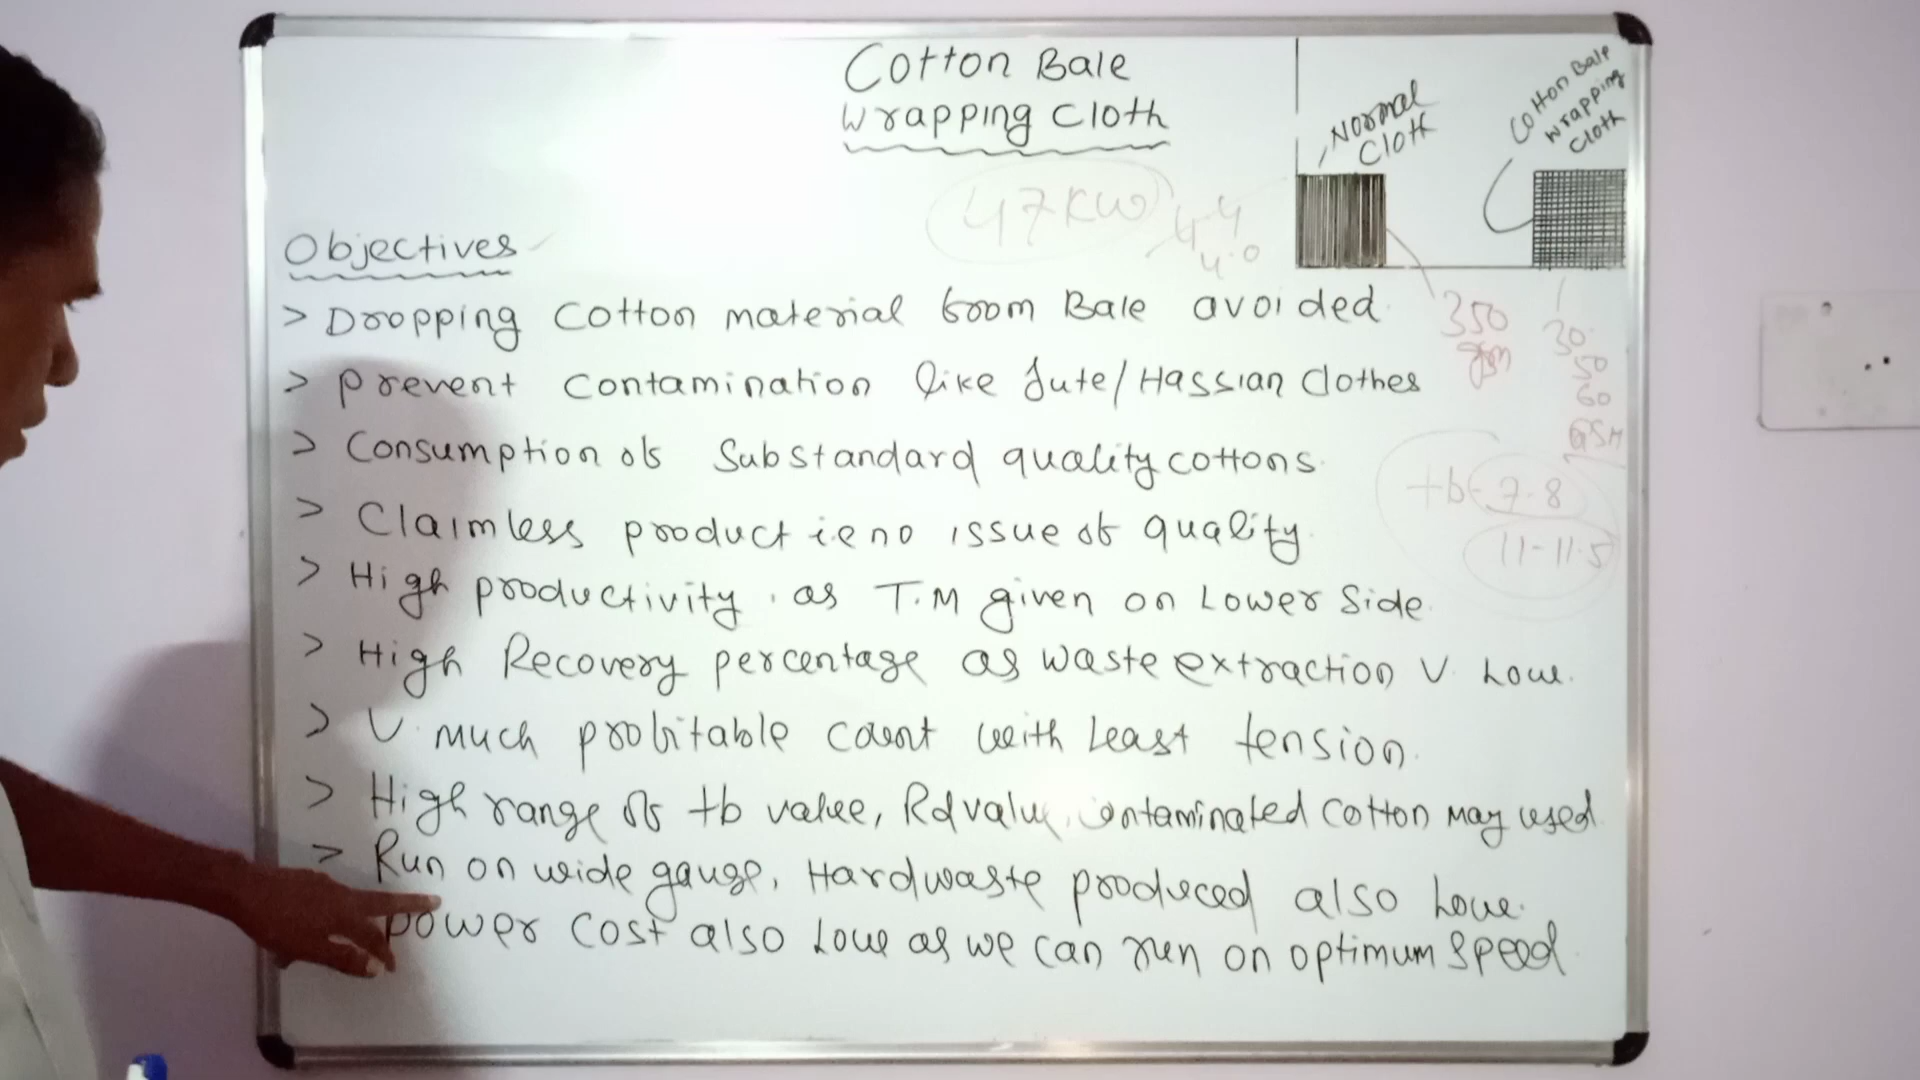 Cotton Bale
Wrapping Cloth
Normal
Cloth
Cotton Bale
wrapping
cloth
47 KW
4.4
4.0
Objectives
> Dropping Cotton material from Bale avoided.
> Prevent contamination like Jute/Hassian Clothes
> Consumption of Substandard quality cottons.
> Claimless product i.e no issue of quality.
> High productivity. as T.M given on Lower Side.
> High Recovery percentage as waste extraction V. Low.
> V. much profitable count with Least tension.
> High range of +b value, Rd value, contaminated cotton may used
> Run on wide gauge, Hardwaste produced also Low.
Power Cost also Low as we can run on optimum Speed.
350
gsm
30
50
60
GSM
+b- 7.8
11-11.5